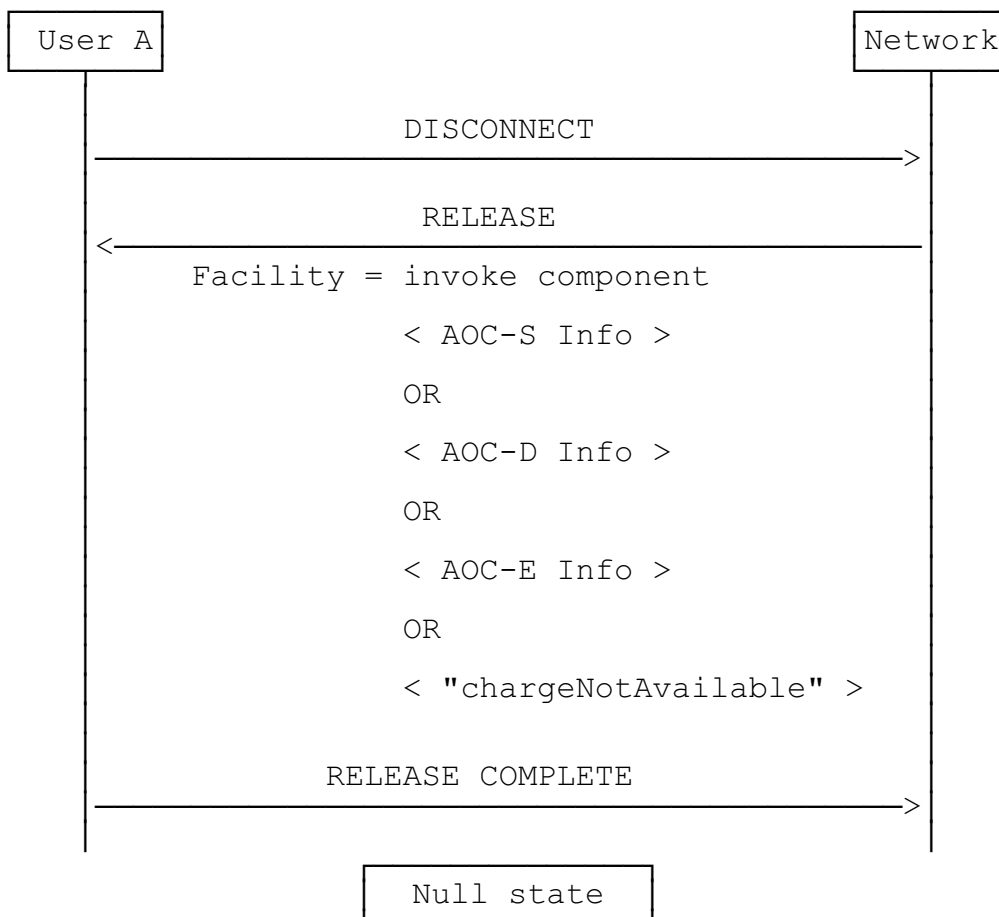 User A Network
DISCONNECT
RELEASE
Facility = invoke component
< AOC-S Info >
OR
< AOC-D Info >
OR
< AOC-E Info >
OR
< "chargeNotAvailable" >
RELEASE COMPLETE
Null state